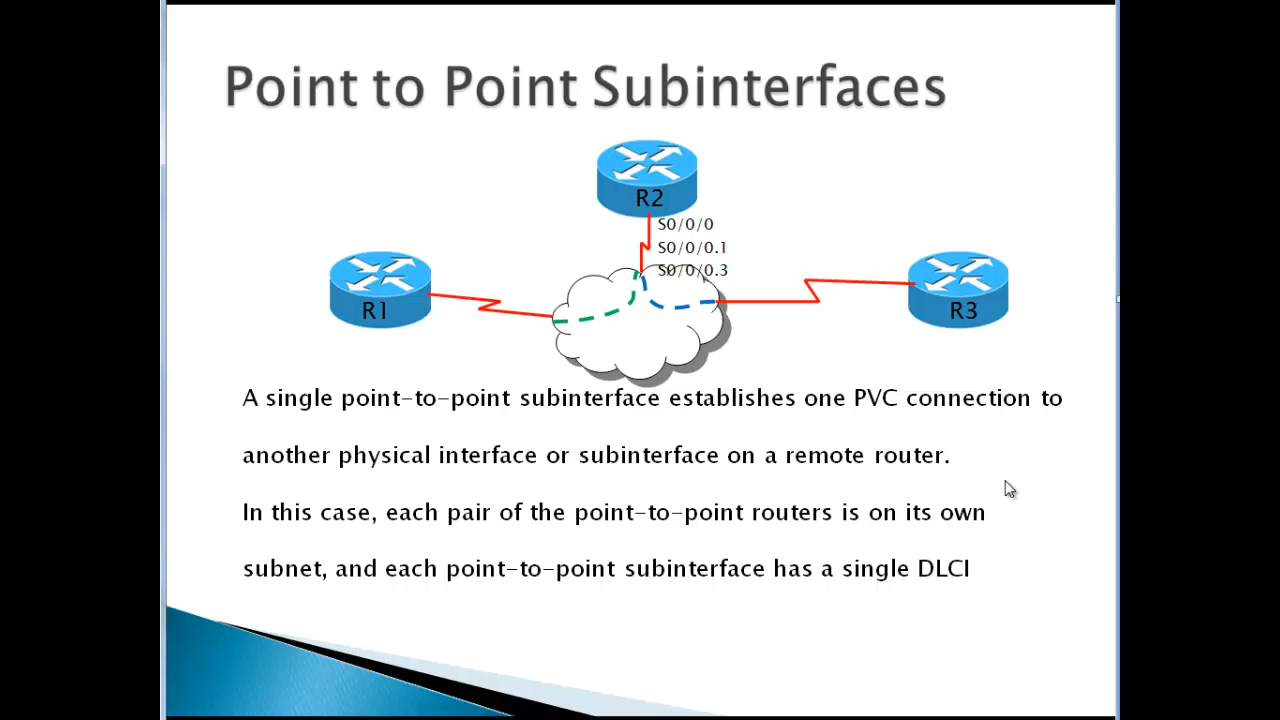 Point to Point Subinterfaces
R2
S0/0/0
S0/0/0.1
S0/0/0.3
R1
R3
A single point-to-point subinterface establishes one PVC connection to
another physical interface or subinterface on a remote router.
In this case, each pair of the point-to-point routers is on its own
subnet, and each point-to-point subinterface has a single DLCI